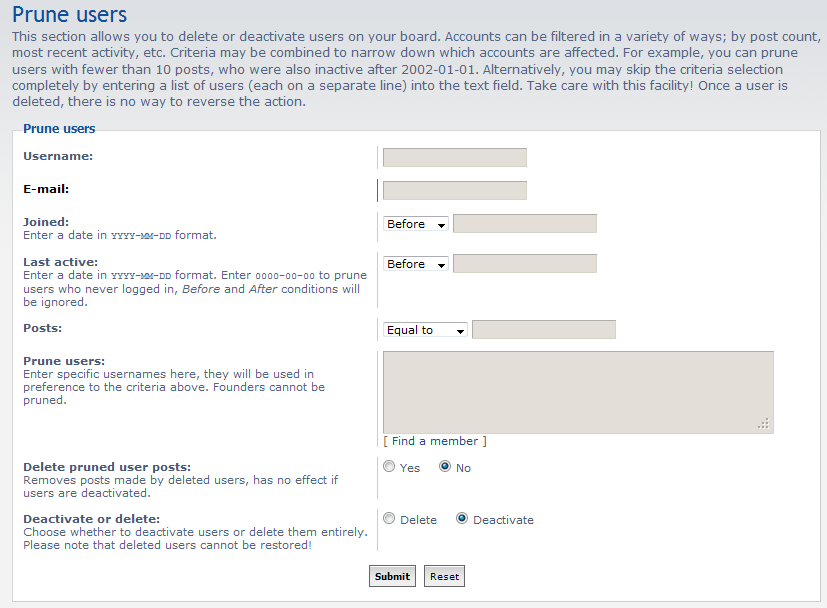 Prune users
This section allows you to delete or deactivate users on your board. Accounts can be filtered in a variety of ways; by post count,
most recent activity, etc. Criteria may be combined to narrow down which accounts are affected. For example, you can prune
users with fewer than 10 posts, who were also inactive after 2002-01-01. Alternatively, you may skip the criteria selection
completely by entering a list of users (each on a separate line) into the text field. Take care with this facility! Once a user is
deleted, there is no way to reverse the action.
Prune users
Username:
E-mail:
Joined:
Enter a date in YYYY-MM-DD format.
Before
Last active:
Enter a date in YYYY-MM-DD format. Enter 0000-00-00 to prune
users who never logged in, Before and After conditions will
be ignored.
Before
Posts:
Equal to
Prune users:
Enter specific usernames here, they will be used in
preference to the criteria above. Founders cannot be
pruned.
[ Find a member ]
Delete pruned user posts:
Removes posts made by deleted users, has no effect if
users are deactivated.
Yes No
Deactivate or delete:
Choose whether to deactivate users or delete them entirely.
Please note that deleted users cannot be restored!
Delete Deactivate
Submit Reset